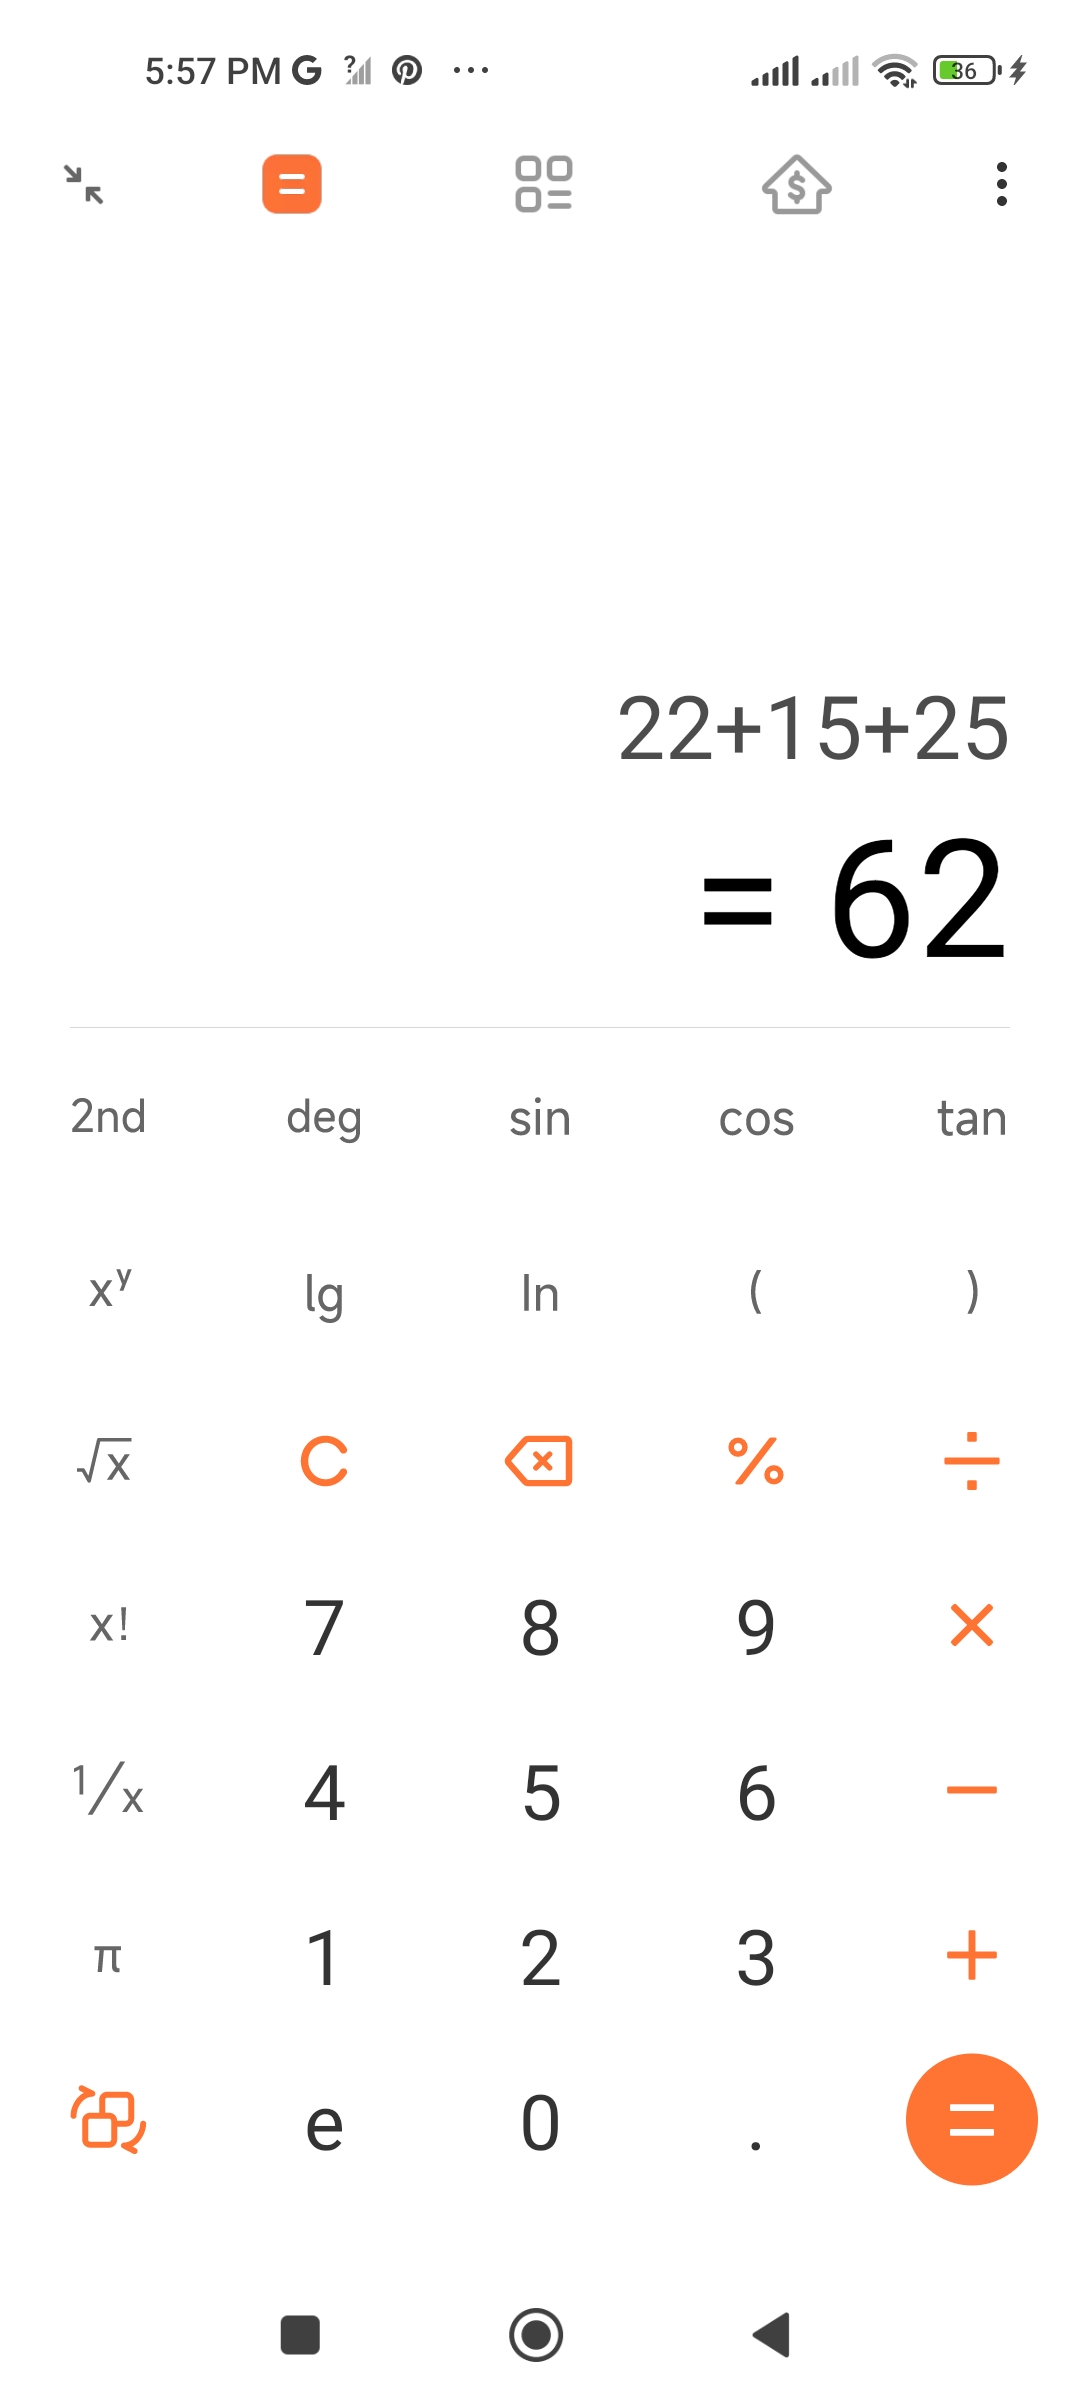 5:57 PM
36
22+15+25
= 62
2nd deg sin cos tan
xʸ lg ln ( )
√x C % ÷
x! 7 8 9 ×
1/x 4 5 6 −
π 1 2 3 +
e 0 . =